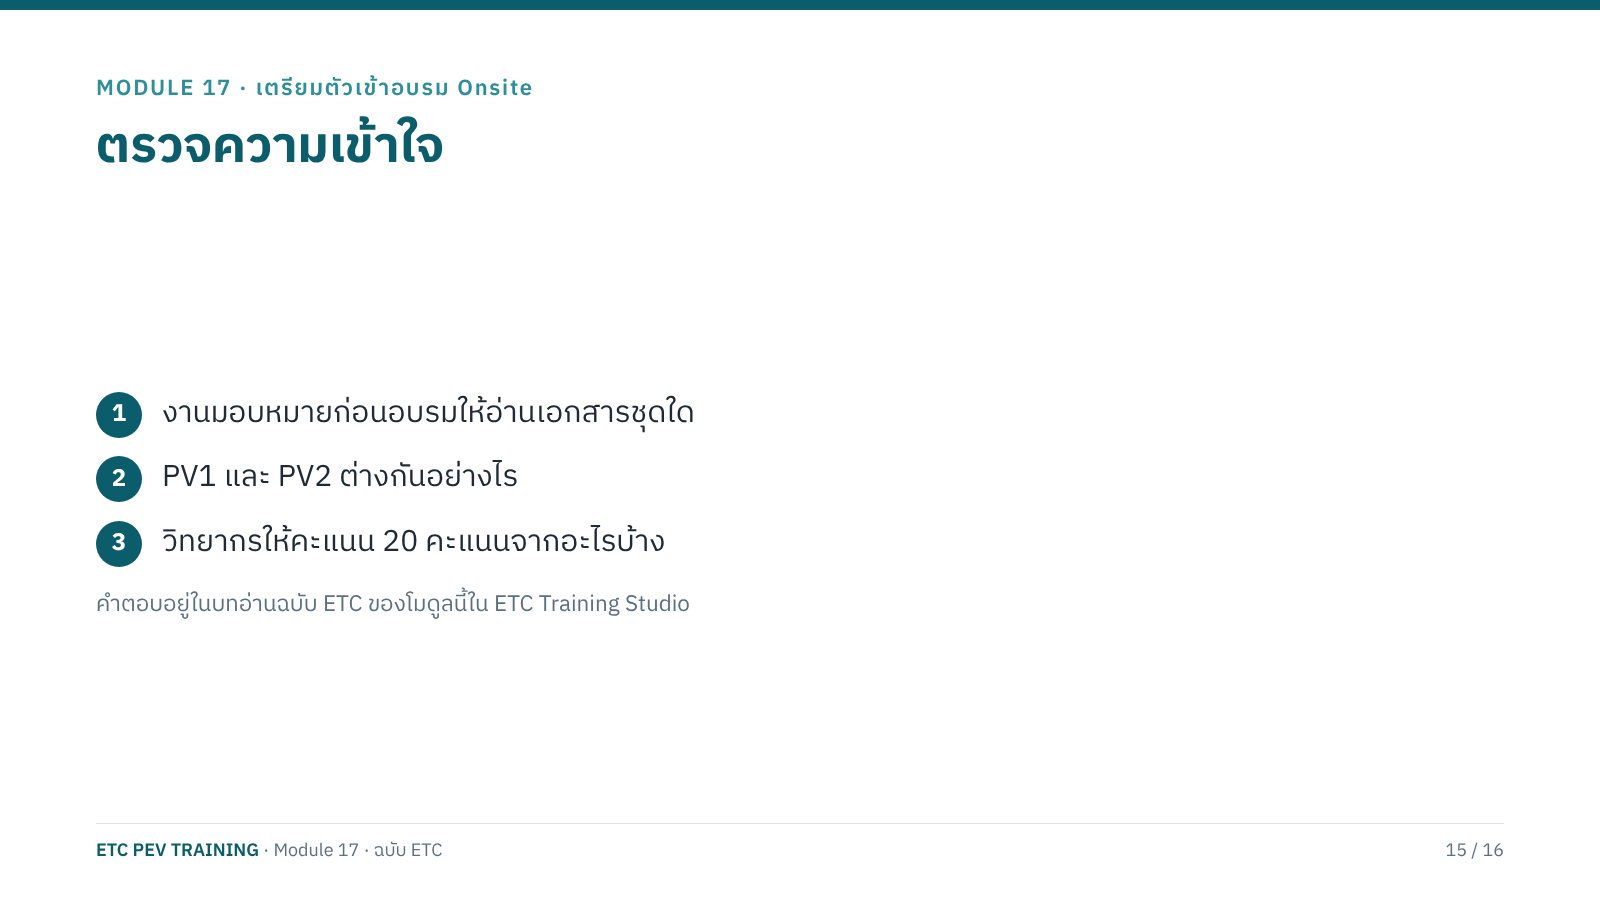 MODULE 17 · เตรียมตัวเข้าอบรม Onsite
ตรวจความเข้าใจ
1 งานมอบหมายก่อนอบรมให้อ่านเอกสารชุดใด
2 PV1 และ PV2 ต่างกันอย่างไร
3 วิทยากรให้คะแนน 20 คะแนนจากอะไรบ้าง
คำตอบอยู่ในบทอ่านฉบับ ETC ของโมดูลนี้ใน ETC Training Studio
ETC PEV TRAINING · Module 17 · ฉบับ ETC
15 / 16